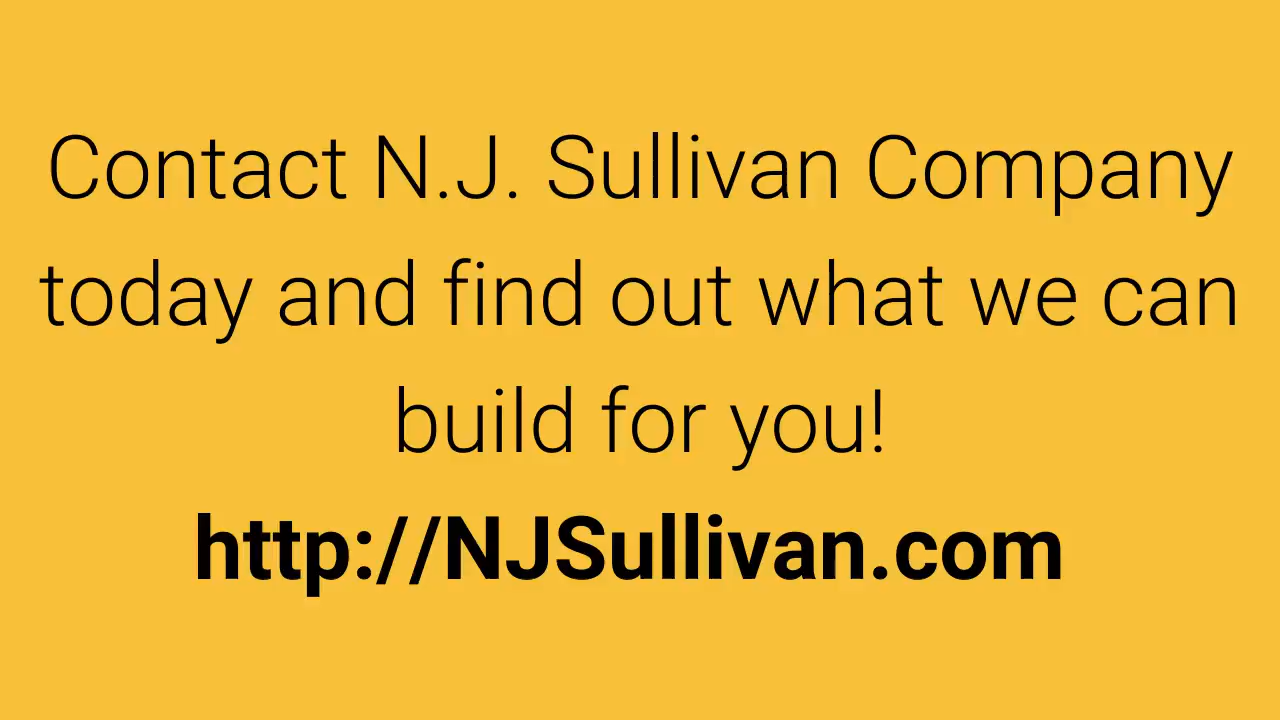 Contact N.J. Sullivan Company
today and find out what we can
build for you!
http://NJSullivan.com